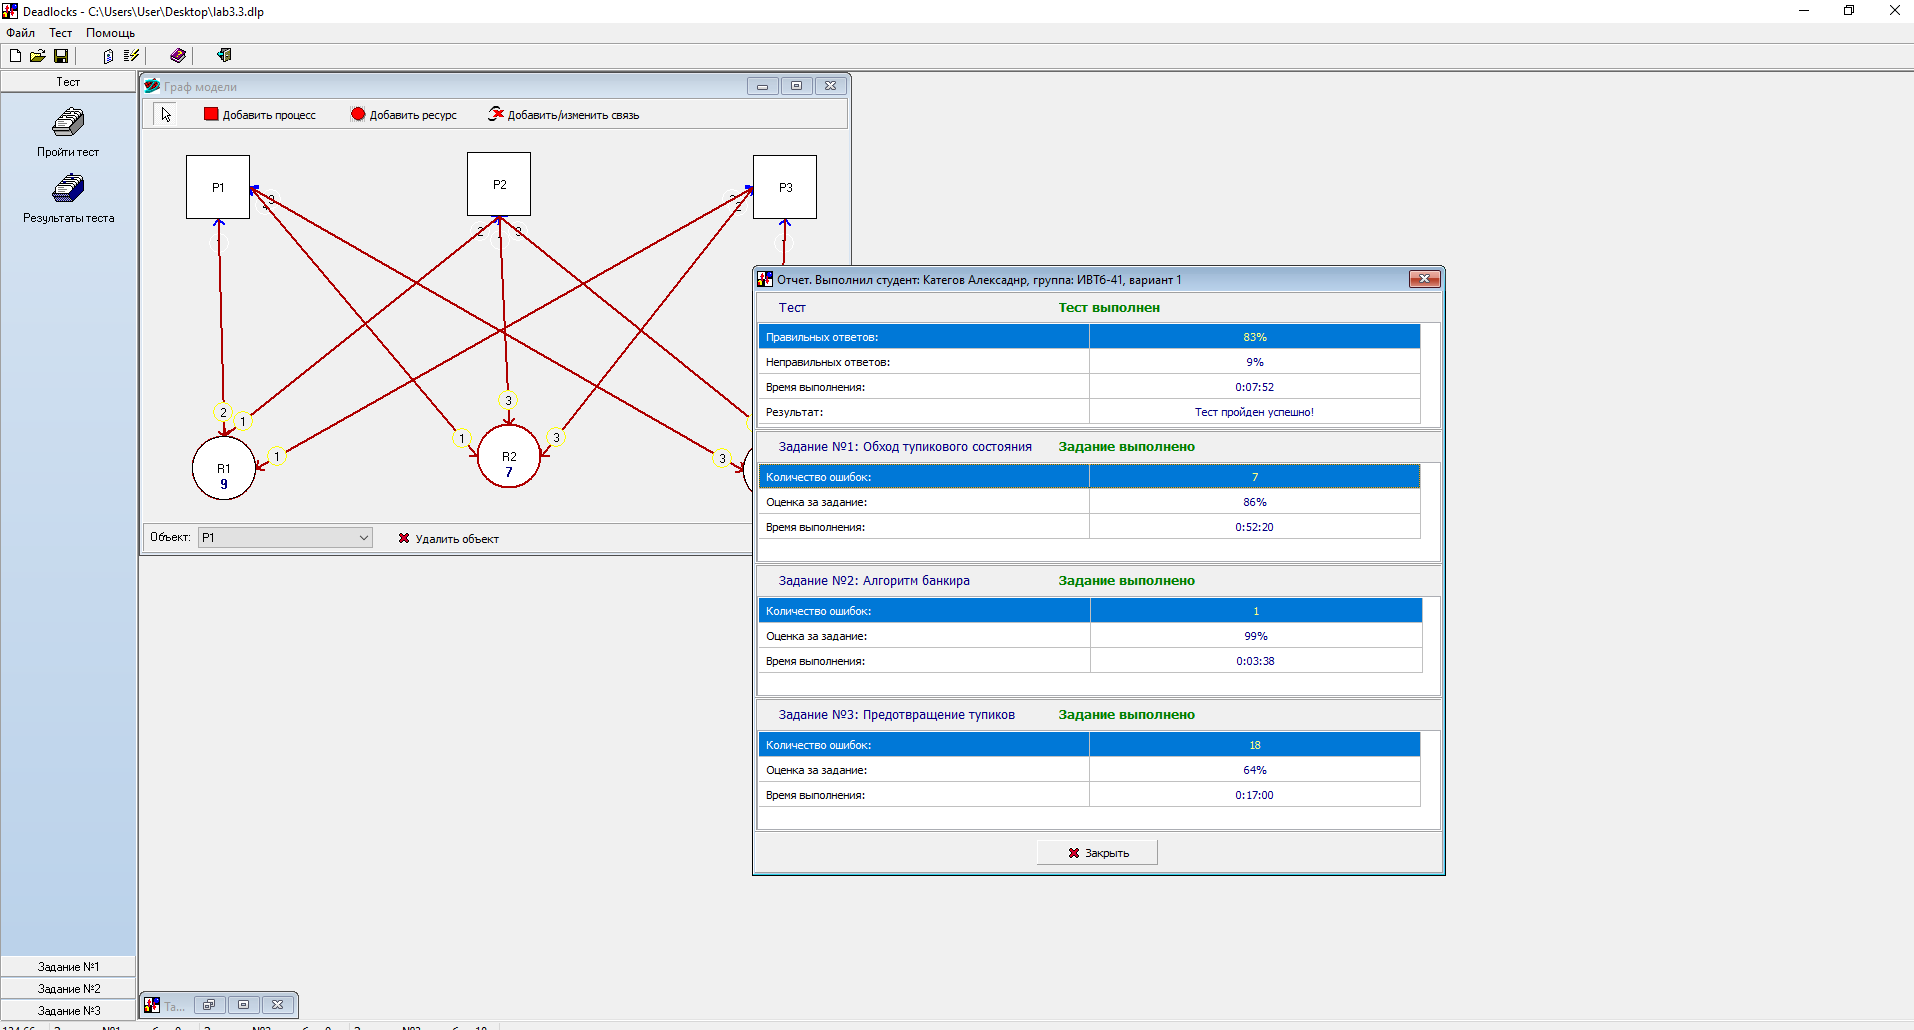 Deadlocks - C:\Users\User\Desktop\lab3.3.dlp
Файл Тест Помощь
Тест
Пройти тест
Результаты теста
Граф модели
Добавить процесс Добавить ресурс Добавить/изменить связь
P1 P2 P3
3
2
2 3
2 1 3
1 1 3 3
1 3
R1
9
R2
7
Объект: P1 Удалить объект
Отчет. Выполнил студент: Категов Алексаднр, группа: ИВТб-41, вариант 1
Тест Тест выполнен
Правильных ответов: 83%
Неправильных ответов: 9%
Время выполнения: 0:07:52
Результат: Тест пройден успешно!
Задание №1: Обход тупикового состояния Задание выполнено
Количество ошибок: 7
Оценка за задание: 86%
Время выполнения: 0:52:20
Задание №2: Алгоритм банкира Задание выполнено
Количество ошибок: 1
Оценка за задание: 99%
Время выполнения: 0:03:38
Задание №3: Предотвращение тупиков Задание выполнено
Количество ошибок: 18
Оценка за задание: 64%
Время выполнения: 0:17:00
Закрыть
Задание №1
Задание №2
Задание №3
Та...